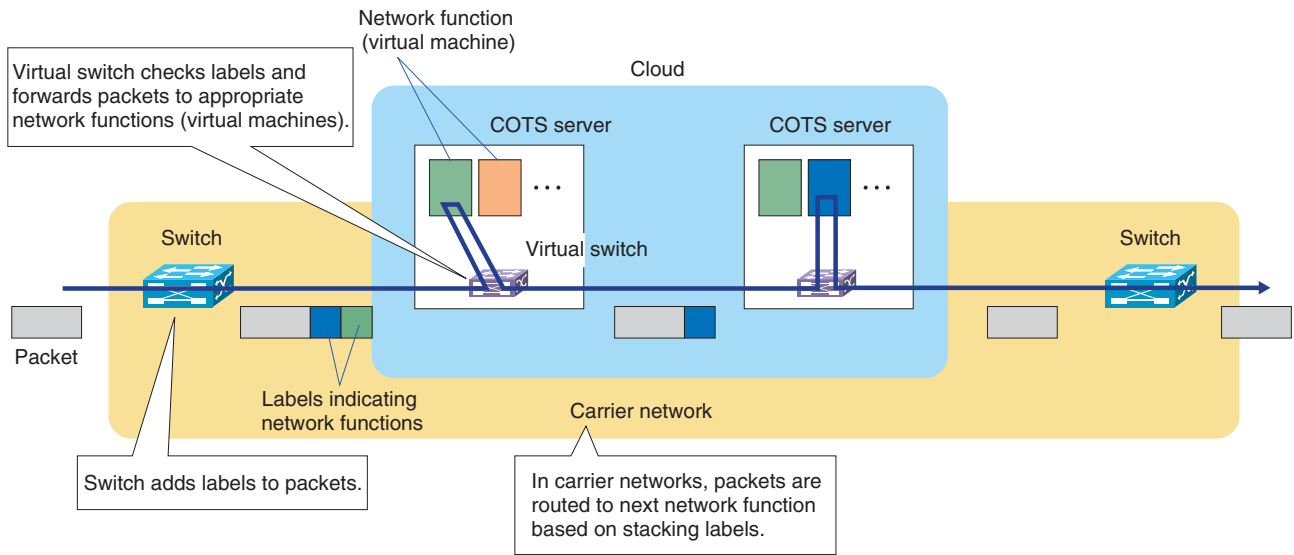 Network function
(virtual machine)
Virtual switch checks labels and
forwards packets to appropriate
network functions (virtual machines).
Cloud
COTS server
COTS server
...
...
Switch
Virtual switch
Switch
Packet
Labels indicating
network functions
Carrier network
Switch adds labels to packets.
In carrier networks, packets are
routed to next network function
based on stacking labels.